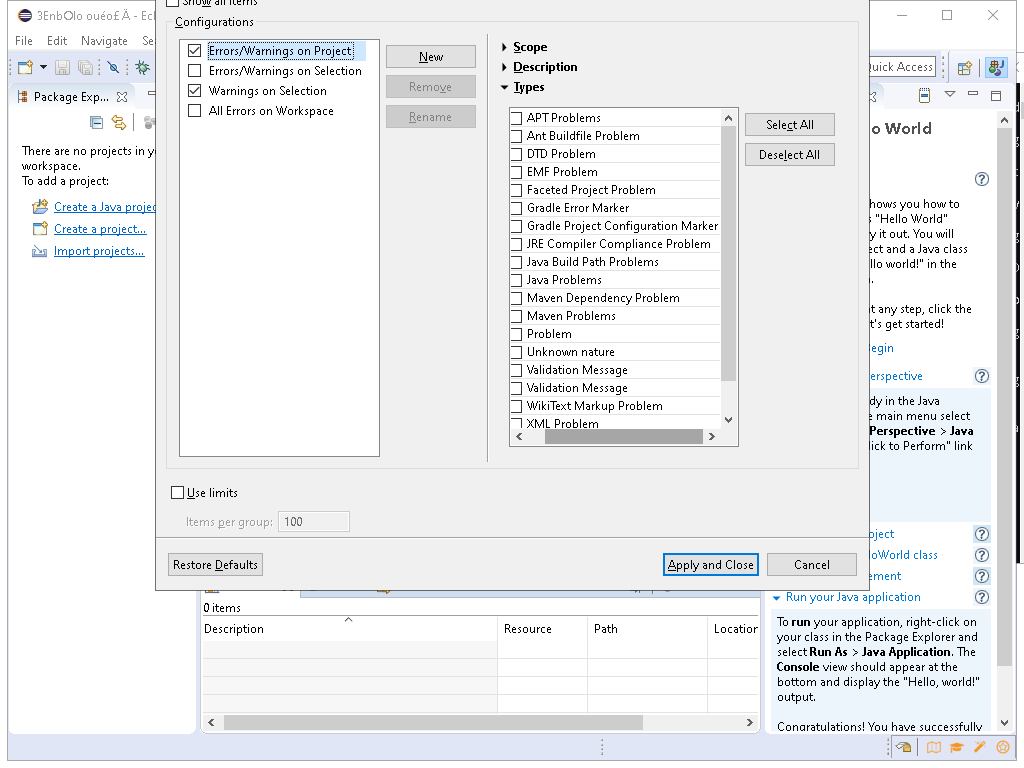 3EnbOlo ouéo£Ä - Ecl
File Edit Navigate Se
Quick Access
Package Exp...
There are no projects in y
workspace.
To add a project:
Create a Java projec
Create a project...
Import projects...
Show all items
Configurations
Errors/Warnings on Project
Errors/Warnings on Selection
Warnings on Selection
All Errors on Workspace
New
Remove
Rename
Scope
Description
Types
APT Problems
Ant Buildfile Problem
DTD Problem
EMF Problem
Faceted Project Problem
Gradle Error Marker
Gradle Project Configuration Marker
JRE Compiler Compliance Problem
Java Build Path Problems
Java Problems
Maven Dependency Problem
Maven Problems
Problem
Unknown nature
Validation Message
Validation Message
WikiText Markup Problem
XML Problem
Select All
Deselect All
Use limits
Items per group: 100
Restore Defaults
Apply and Close
Cancel
o World
hows you how to
s "Hello World"
y it out. You will
ect and a Java class
llo world!" in the
t any step, click the
t's get started!
egin
erspective
dy in the Java
e main menu select
Perspective > Java
lick to Perform" link
oject
oWorld class
ement
Run your Java application
To run your application, right-click on
your class in the Package Explorer and
select Run As > Java Application. The
Console view should appear at the
bottom and display the "Hello, world!"
output.
Congratulations! You have successfully
0 items
Description Resource Path Location